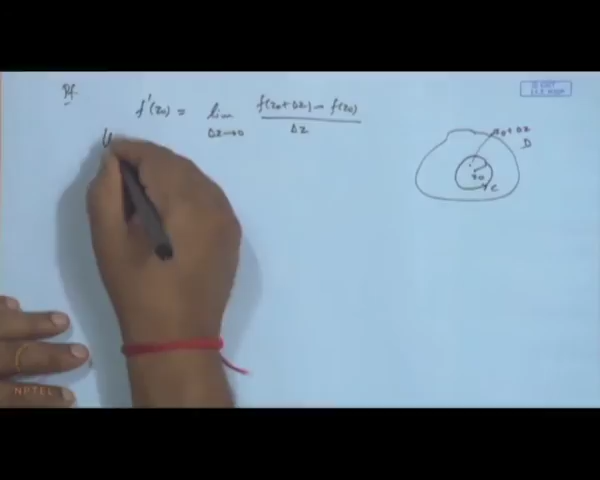 Pf
f'(z₀) = lim Δz→0 f(z₀+Δz) − f(z₀) / Δz
z₀+Δz
D
z₀
C
NPTEL